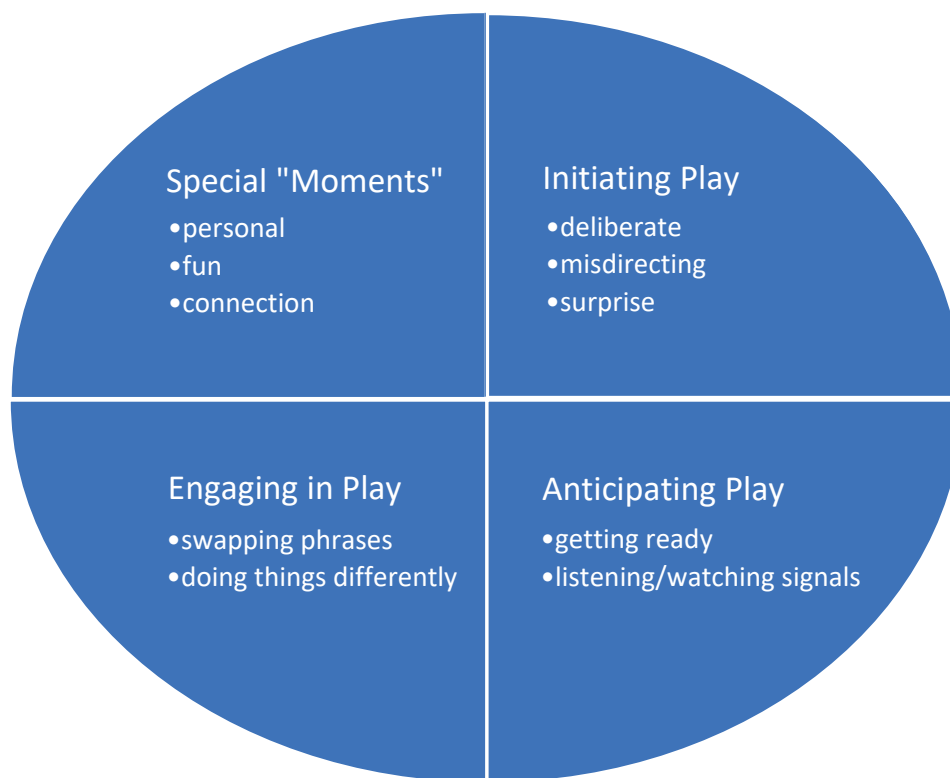 Special "Moments"
•personal
•fun
•connection
Initiating Play
•deliberate
•misdirecting
•surprise
Engaging in Play
•swapping phrases
•doing things differently
Anticipating Play
•getting ready
•listening/watching signals